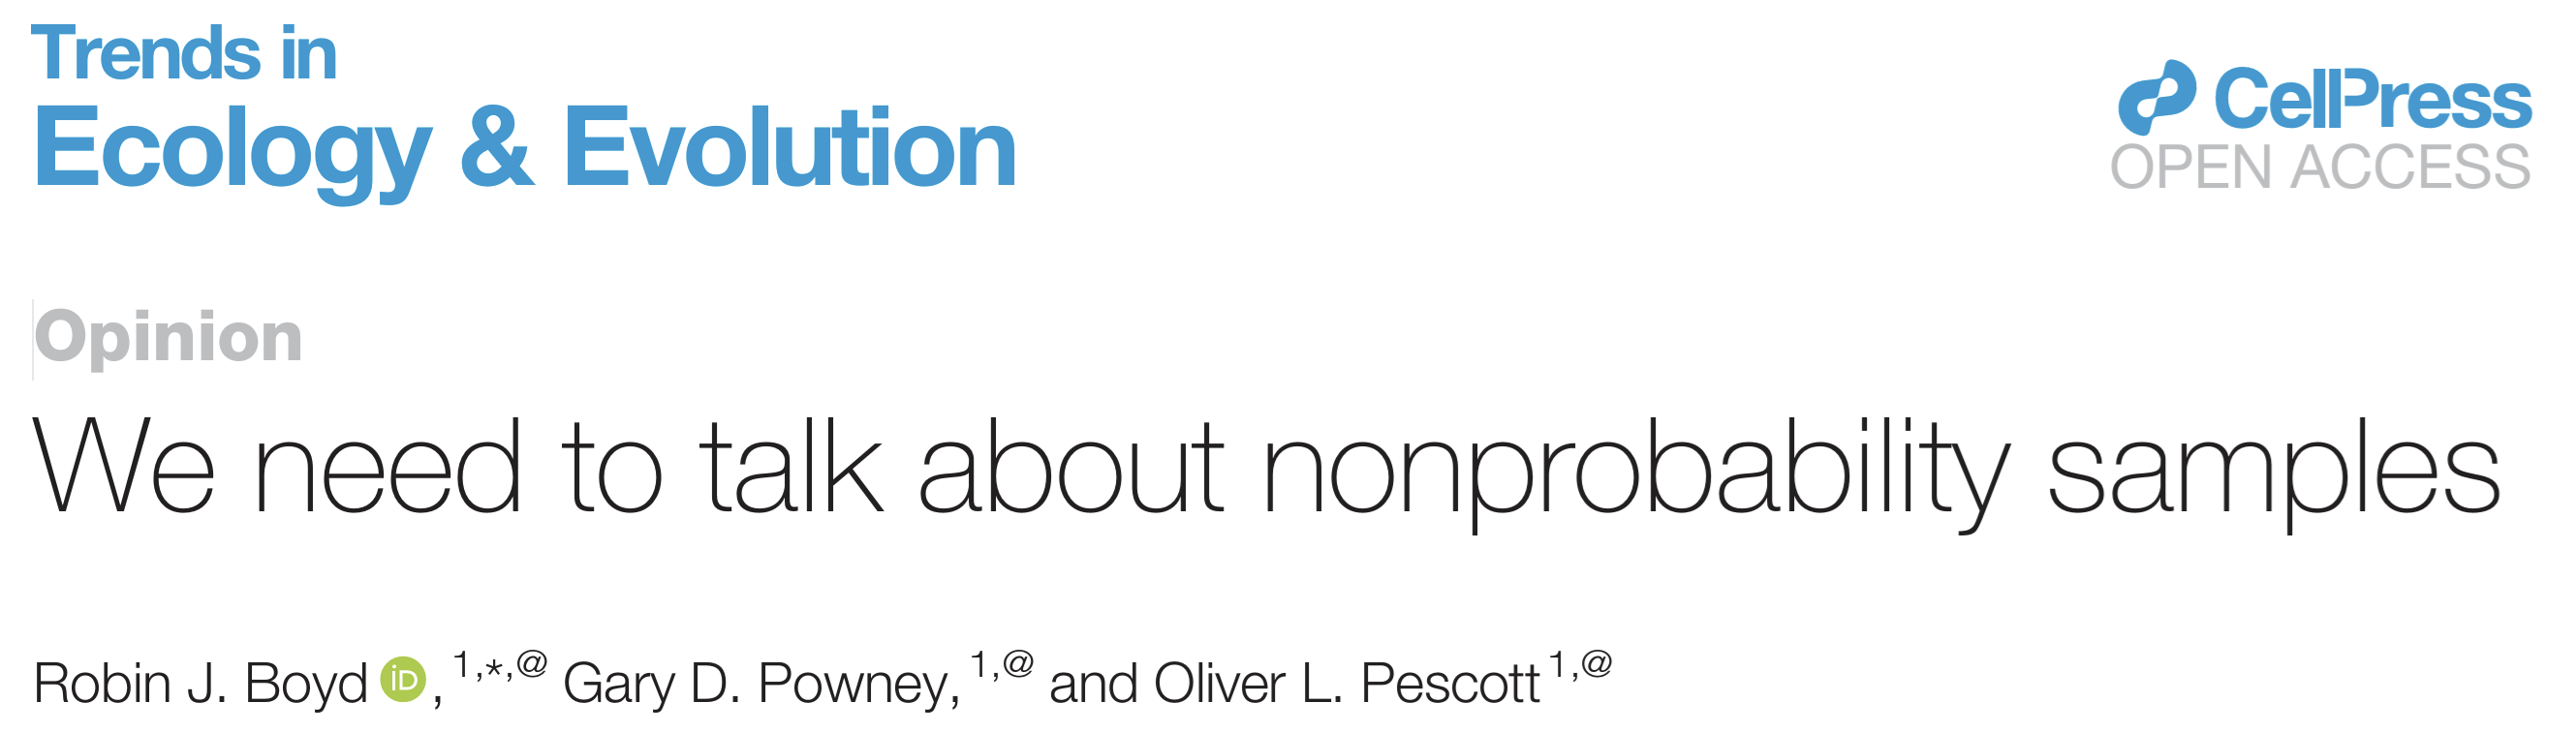 Trends in
Ecology & Evolution
CellPress
OPEN ACCESS
Opinion
We need to talk about nonprobability samples
Robin J. Boyd iD, 1,*,@ Gary D. Powney, 1,@ and Oliver L. Pescott 1,@